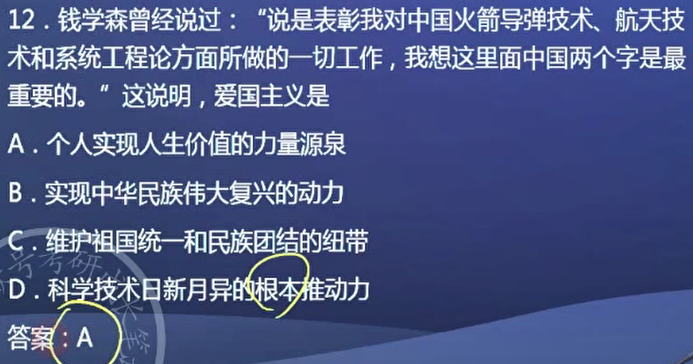 12．钱学森曾经说过：“说是表彰我对中国火箭导弹技术、航天技
术和系统工程论方面所做的一切工作，我想这里面中国两个字是最
重要的。”这说明，爱国主义是
A．个人实现人生价值的力量源泉
B．实现中华民族伟大复兴的动力
C．维护祖国统一和民族团结的纽带
D．科学技术日新月异的根本推动力
答案：A